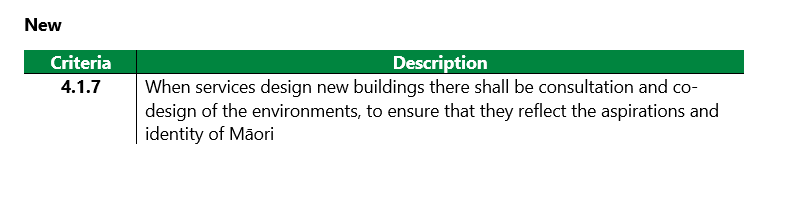 New
Criteria Description
4.1.7 When services design new buildings there shall be consultation and co-
design of the environments, to ensure that they reflect the aspirations and
identity of Māori